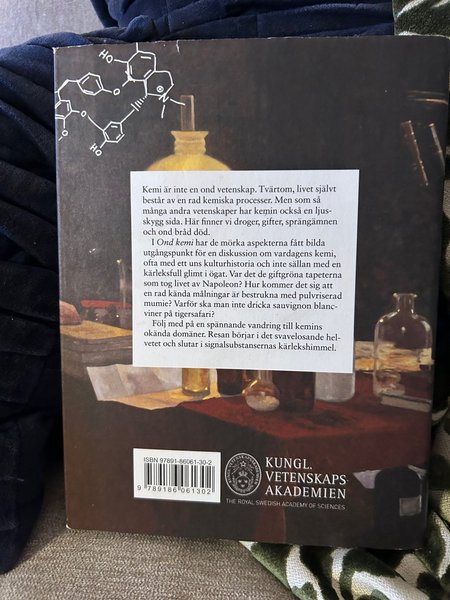 HO
O
O
N
O
O
HO
Kemi är inte en ond vetenskap. Tvärtom, livet självt
består av en rad kemiska processer. Men som så
många andra vetenskaper har kemin också en ljus-
skygg sida. Här finner vi droger, gifter, sprängämnen
och ond bråd död.
I Ond kemi har de mörka aspekterna fått bilda
utgångspunkt för en diskussion om vardagens kemi,
ofta med ett uns kulturhistoria och inte sällan med en
kärleksfull glimt i ögat. Var det de giftgröna tapeterna
som tog livet av Napoleon? Hur kommer det sig att
en rad kända målningar är bestrukna med pulvriserad
mumie? Varför ska man inte dricka sauvignon blanc-
viner på tigersafari?
Följ med på en spännande vandring till kemins
okända domäner. Resan börjar i det svavelosande hel-
vetet och slutar i signalsubstansernas kärlekshimmel.
ISBN 97891-86061-30-2
9 789186 061302
KUNGL.
VETENSKAPS
AKADEMIEN
THE ROYAL SWEDISH ACADEMY OF SCIENCES